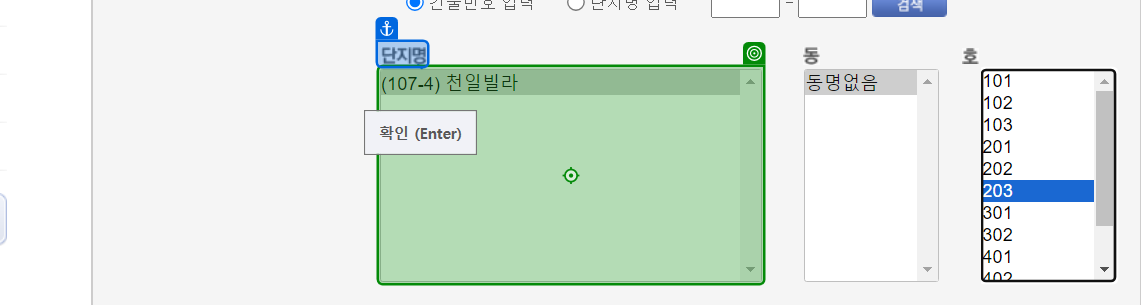 건물번호 입력 단지명 입력 - 검색
단지명 동 호
(107-4) 천일빌라
동명없음
확인 (Enter)
101
102
103
201
202
203
301
302
401
402